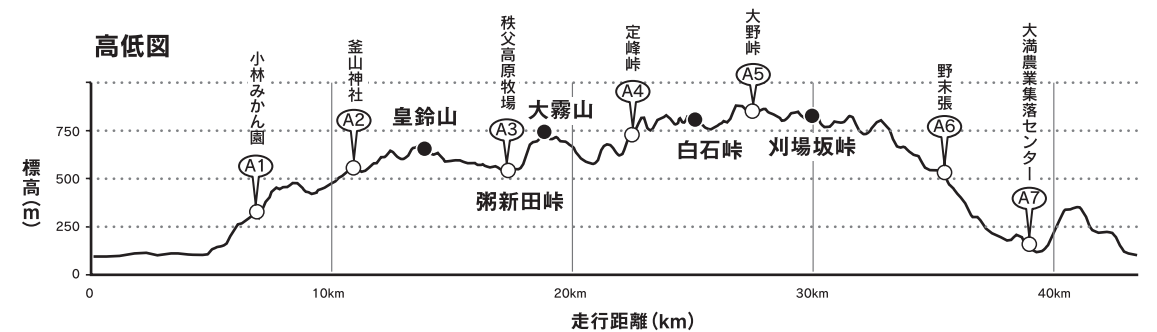 高低図
小林みかん園
釜山神社
秩父高原牧場
定峰峠
大野峠
野末張
大満農業集落センター
A1
A2
A3
A4
A5
A6
A7
皇鈴山
大霧山
粥新田峠
白石峠
刈場坂峠
標高(m)
750
500
250
0
0
10km
20km
30km
40km
走行距離(km)